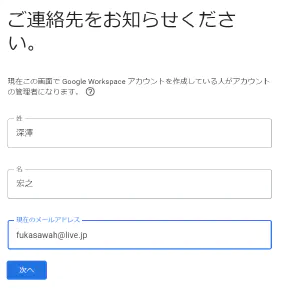 ご連絡先をお知らせくださ
い。
現在この画面で Google Workspace アカウントを作成している人がアカウント
の管理者になります。 ?
姓
深澤
名
宏之
現在のメールアドレス
fukasawah@live.jp
次へ